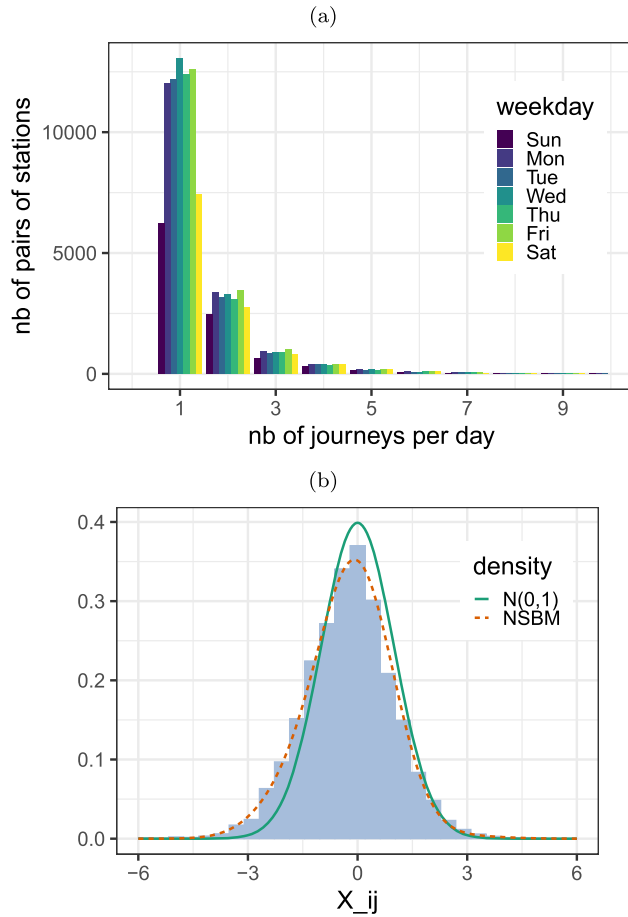 (a)
nb of pairs of stations
10000
5000
0
weekday
Sun
Mon
Tue
Wed
Thu
Fri
Sat
1 3 5 7 9
nb of journeys per day
(b)
0.4
0.3
0.2
0.1
0.0
density
N(0,1)
NSBM
−6 −3 0 3 6
X_ij